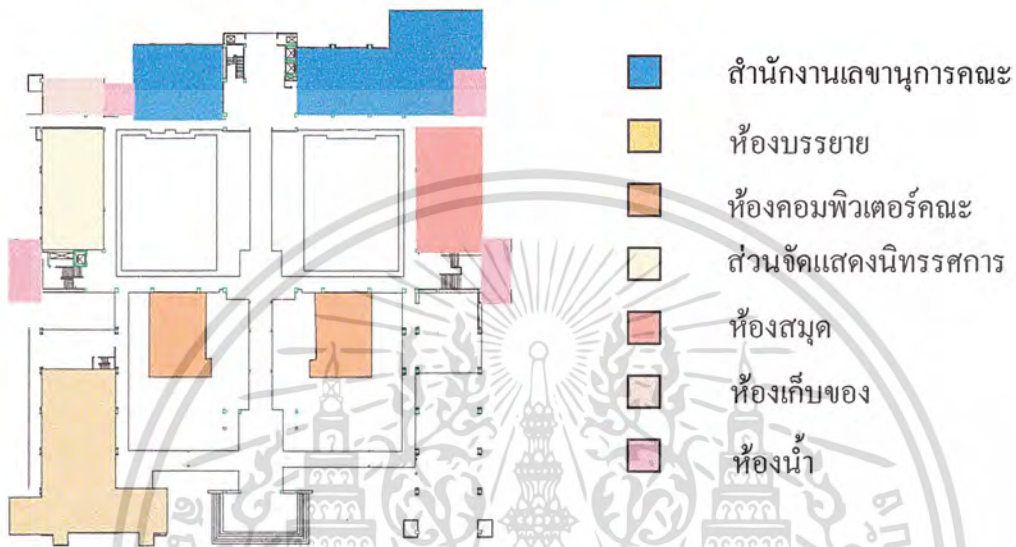 สำนักงานเลขานุการคณะ
ห้องบรรยาย
ห้องคอมพิวเตอร์คณะ
ส่วนจัดแสดงนิทรรศการ
ห้องสมุด
ห้องเก็บของ
ห้องน้ำ